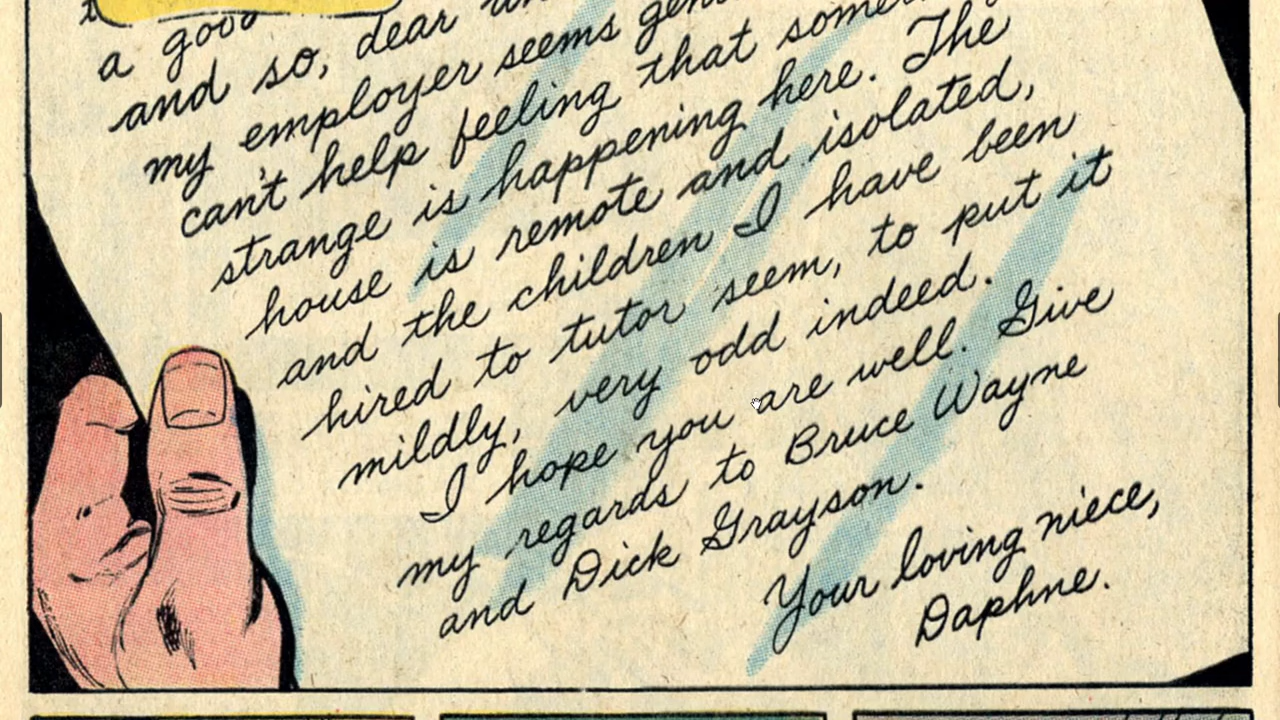 a good
and so, dear
my employer seems
can't help feeling that
strange is happening here. The
house is remote and isolated,
and the children I have been
hired to tutor seem, to put it
mildly, very odd indeed.
I hope you are well. Give
my regards to Bruce Wayne
and Dick Grayson.
Your loving niece,
Daphne.